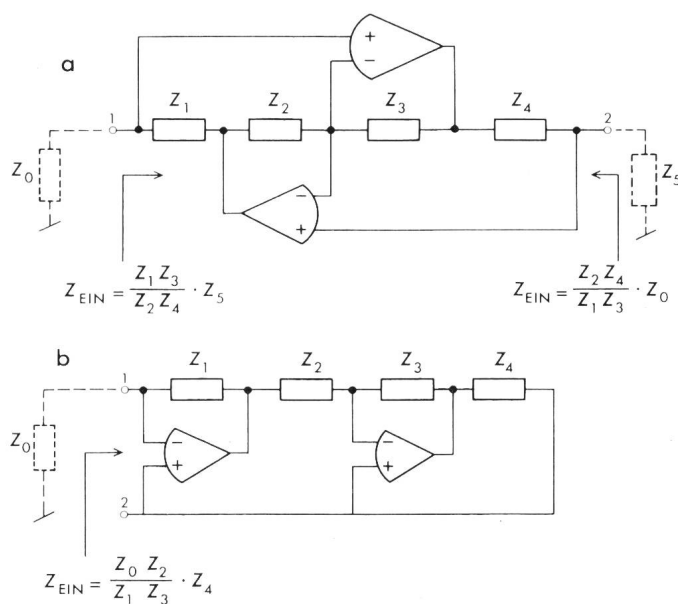 a
+
−
1
Z1
Z2
Z3
Z4
2
Z0
Z5
−
+
ZEIN = Z1 Z3 / Z2 Z4 · Z5
ZEIN = Z2 Z4 / Z1 Z3 · Z0
b
1
Z1
Z2
Z3
Z4
Z0
−
+
−
+
2
ZEIN = Z0 Z2 / Z1 Z3 · Z4